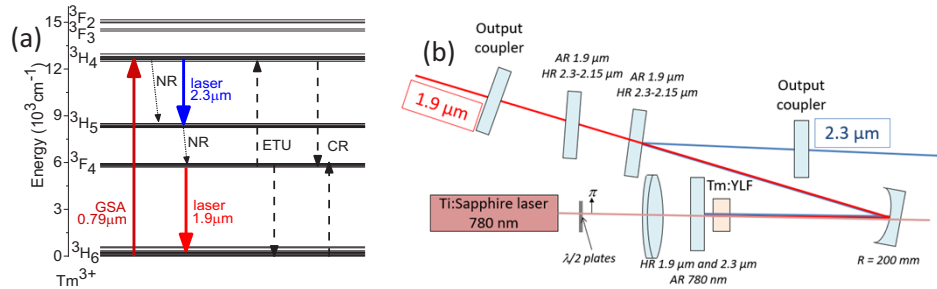 (a)
15
12
9
6
3
0
Energy (10³cm⁻¹)
³F₂
³F₃
³H₄
³H₅
³F₄
³H₆
Tm³⁺
NR
laser
2.3μm
NR
ETU
CR
GSA
0.79μm
laser
1.9μm
(b)
Output
coupler
AR 1.9 μm
HR 2.3-2.15 μm
AR 1.9 μm
HR 2.3-2.15 μm
Output
coupler
1.9 μm
2.3 μm
Tm:YLF
Ti:Sapphire laser
780 nm
π
λ/2 plates
HR 1.9 μm and 2.3 μm
AR 780 nm
R = 200 mm